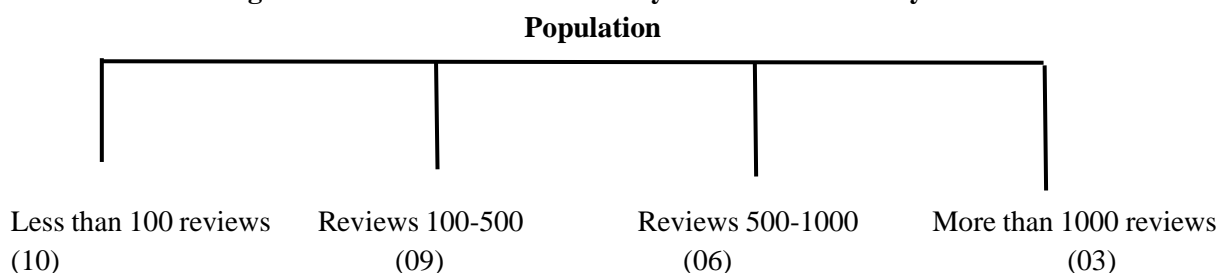 Population
Less than 100 reviews Reviews 100-500 Reviews 500-1000 More than 1000 reviews
(10) (09) (06) (03)